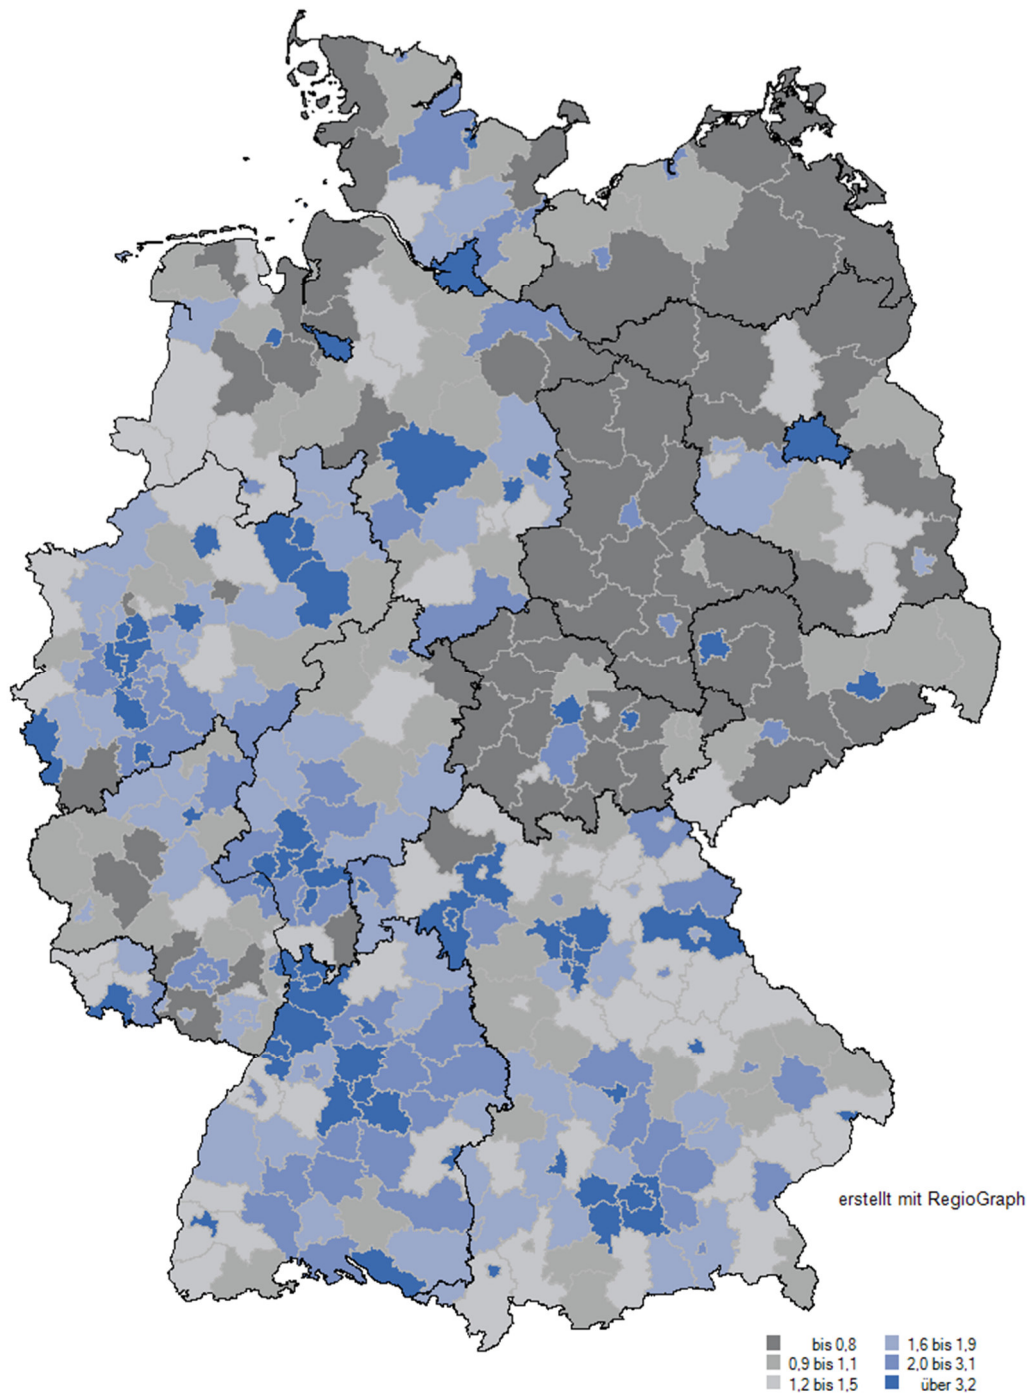 erstellt mit RegioGraph
bis 0,8
0,9 bis 1,1
1,2 bis 1,5
1,6 bis 1,9
2,0 bis 3,1
über 3,2